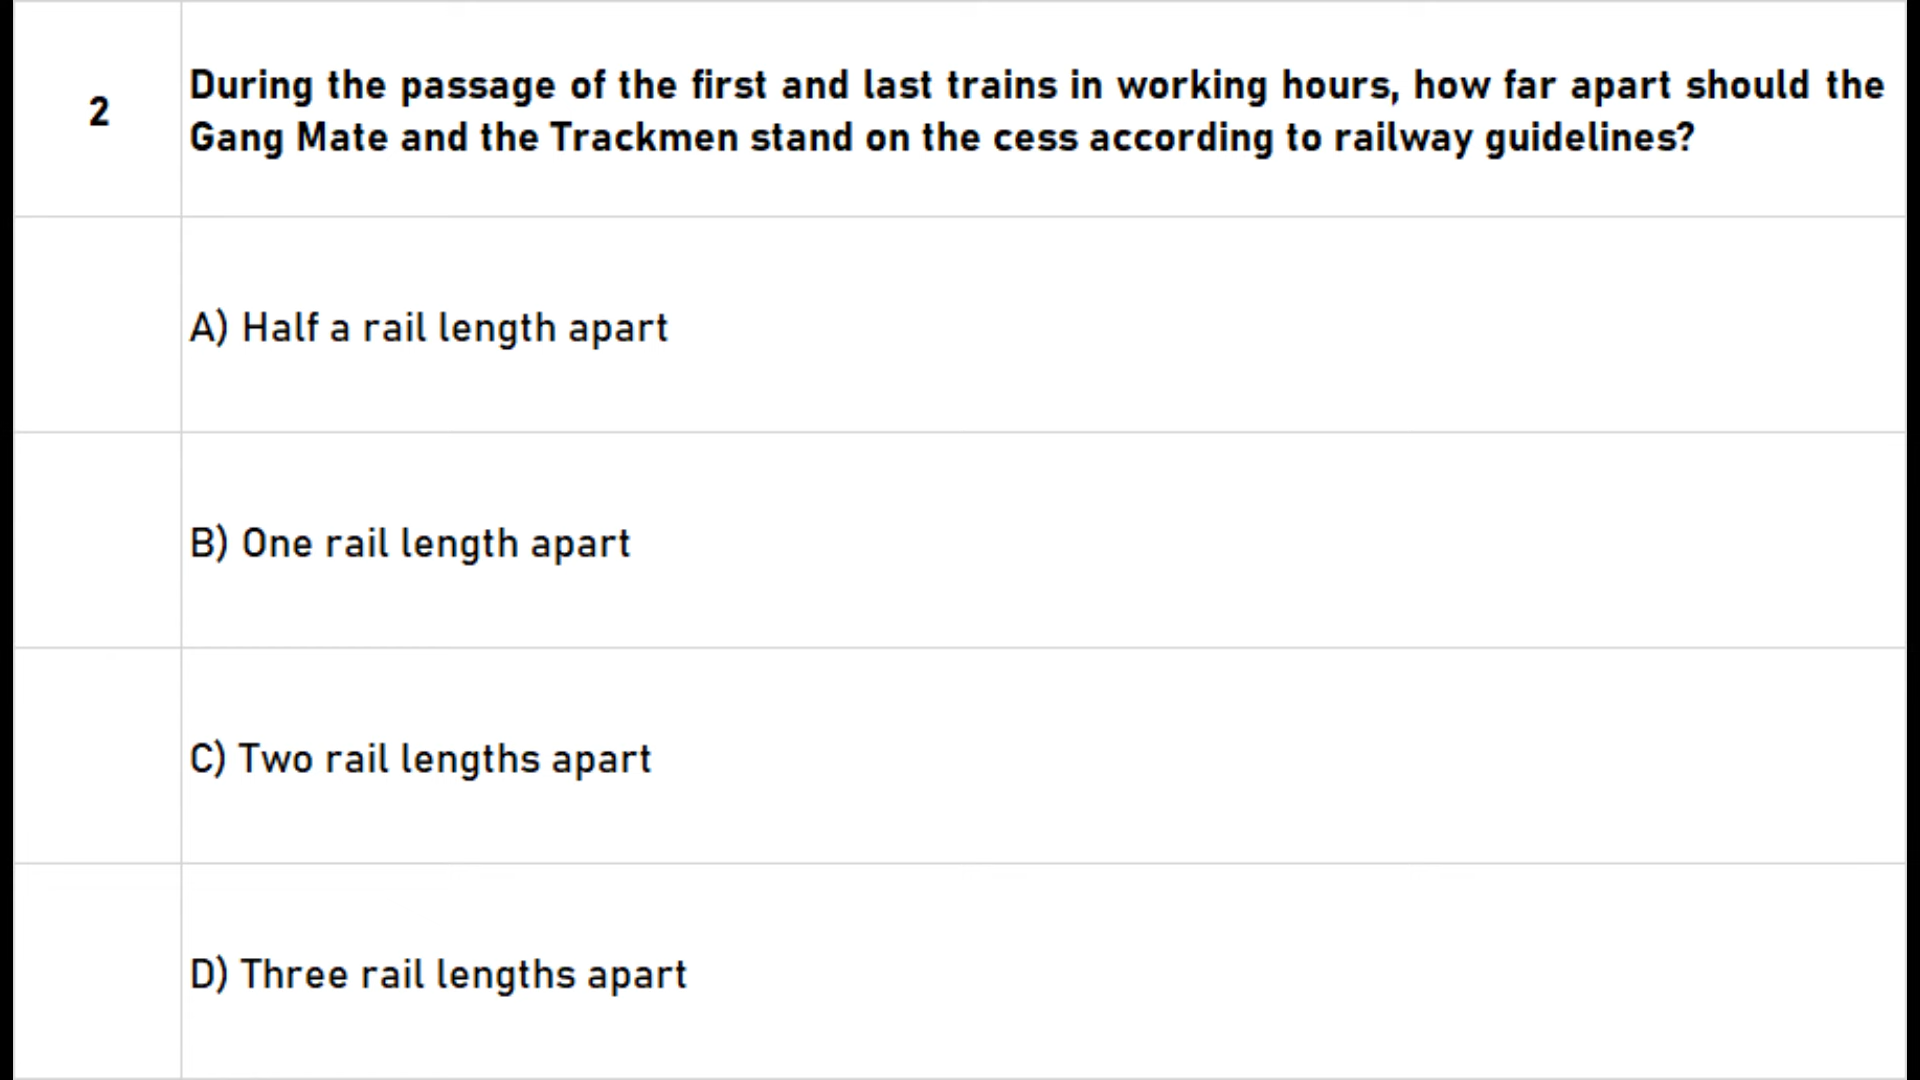 2
During the passage of the first and last trains in working hours, how far apart should the
Gang Mate and the Trackmen stand on the cess according to railway guidelines?
A) Half a rail length apart
B) One rail length apart
C) Two rail lengths apart
D) Three rail lengths apart